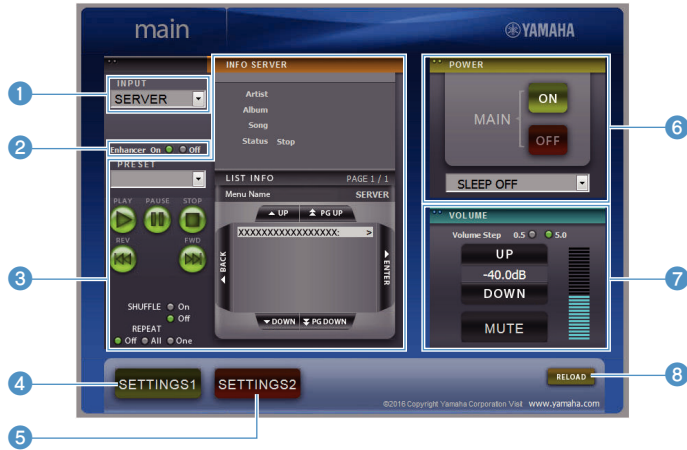 main
YAMAHA
INPUT
SERVER
Enhancer On Off
PRESET
PLAY PAUSE STOP
REV FWD
SHUFFLE On
Off
REPEAT
Off All One
INFO SERVER
Artist
Album
Song
Status Stop
LIST INFO PAGE 1 / 1
Menu Name SERVER
UP PG UP
XXXXXXXXXXXXXXXXX: >
BACK
ENTER
DOWN PG DOWN
POWER
MAIN
ON
OFF
SLEEP OFF
VOLUME
Volume Step 0.5 5.0
UP
-40.0dB
DOWN
MUTE
SETTINGS1
SETTINGS2
RELOAD
©2016 Copyright Yamaha Corporation Visit www.yamaha.com
1
2
3
4
5
6
7
8